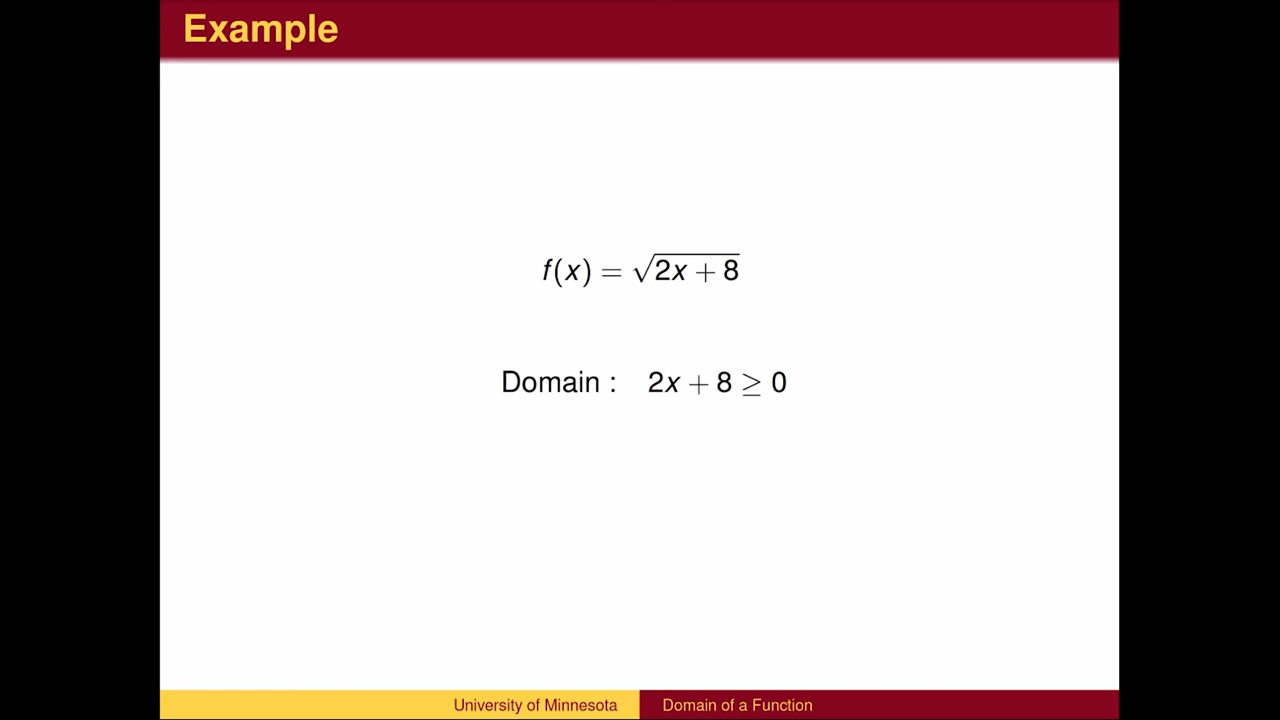 Example
f(x) = √2x + 8
Domain : 2x + 8 ≥ 0
University of Minnesota
Domain of a Function